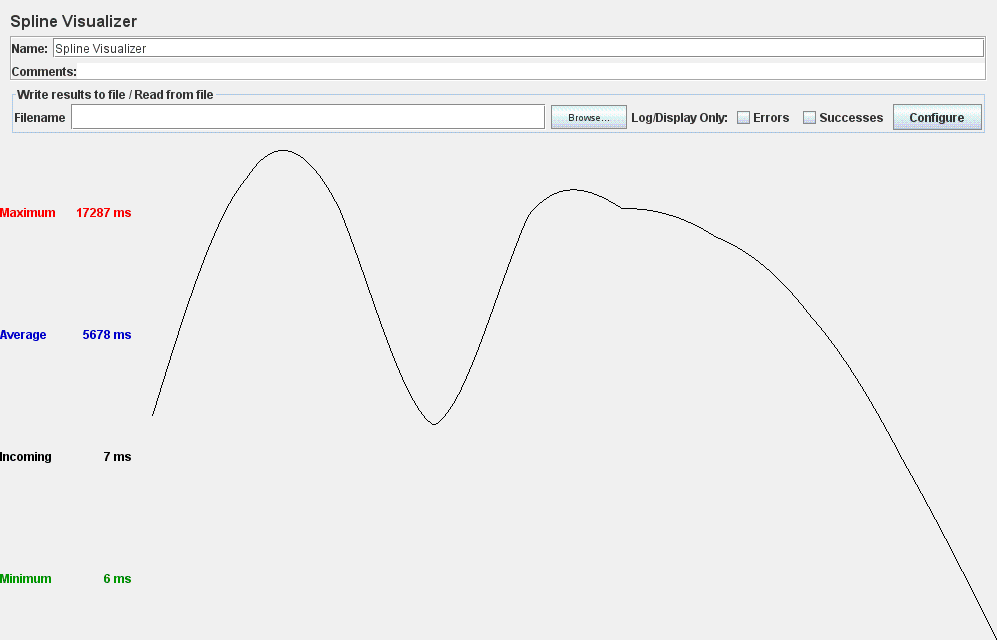 Spline Visualizer
Name: Spline Visualizer
Comments:
Write results to file / Read from file
Filename Browse... Log/Display Only: Errors Successes Configure
Maximum 17287 ms
Average 5678 ms
Incoming 7 ms
Minimum 6 ms